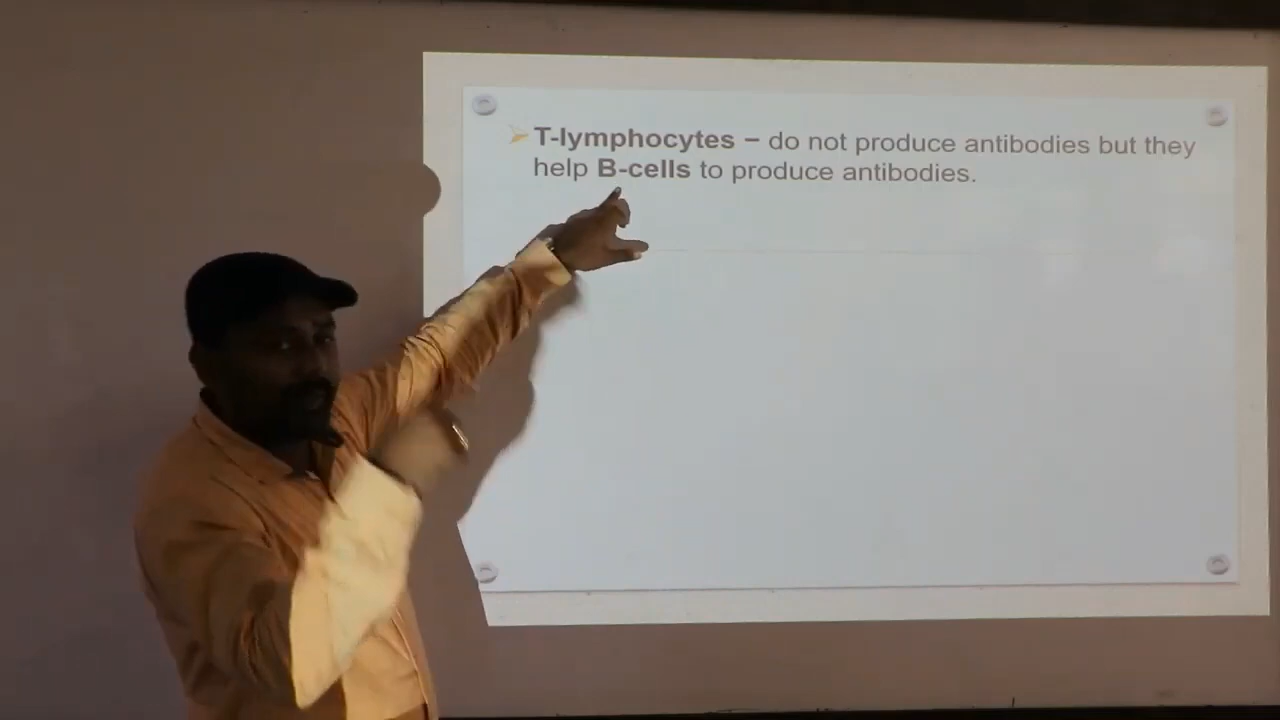 T-lymphocytes – do not produce antibodies but they
help B-cells to produce antibodies.